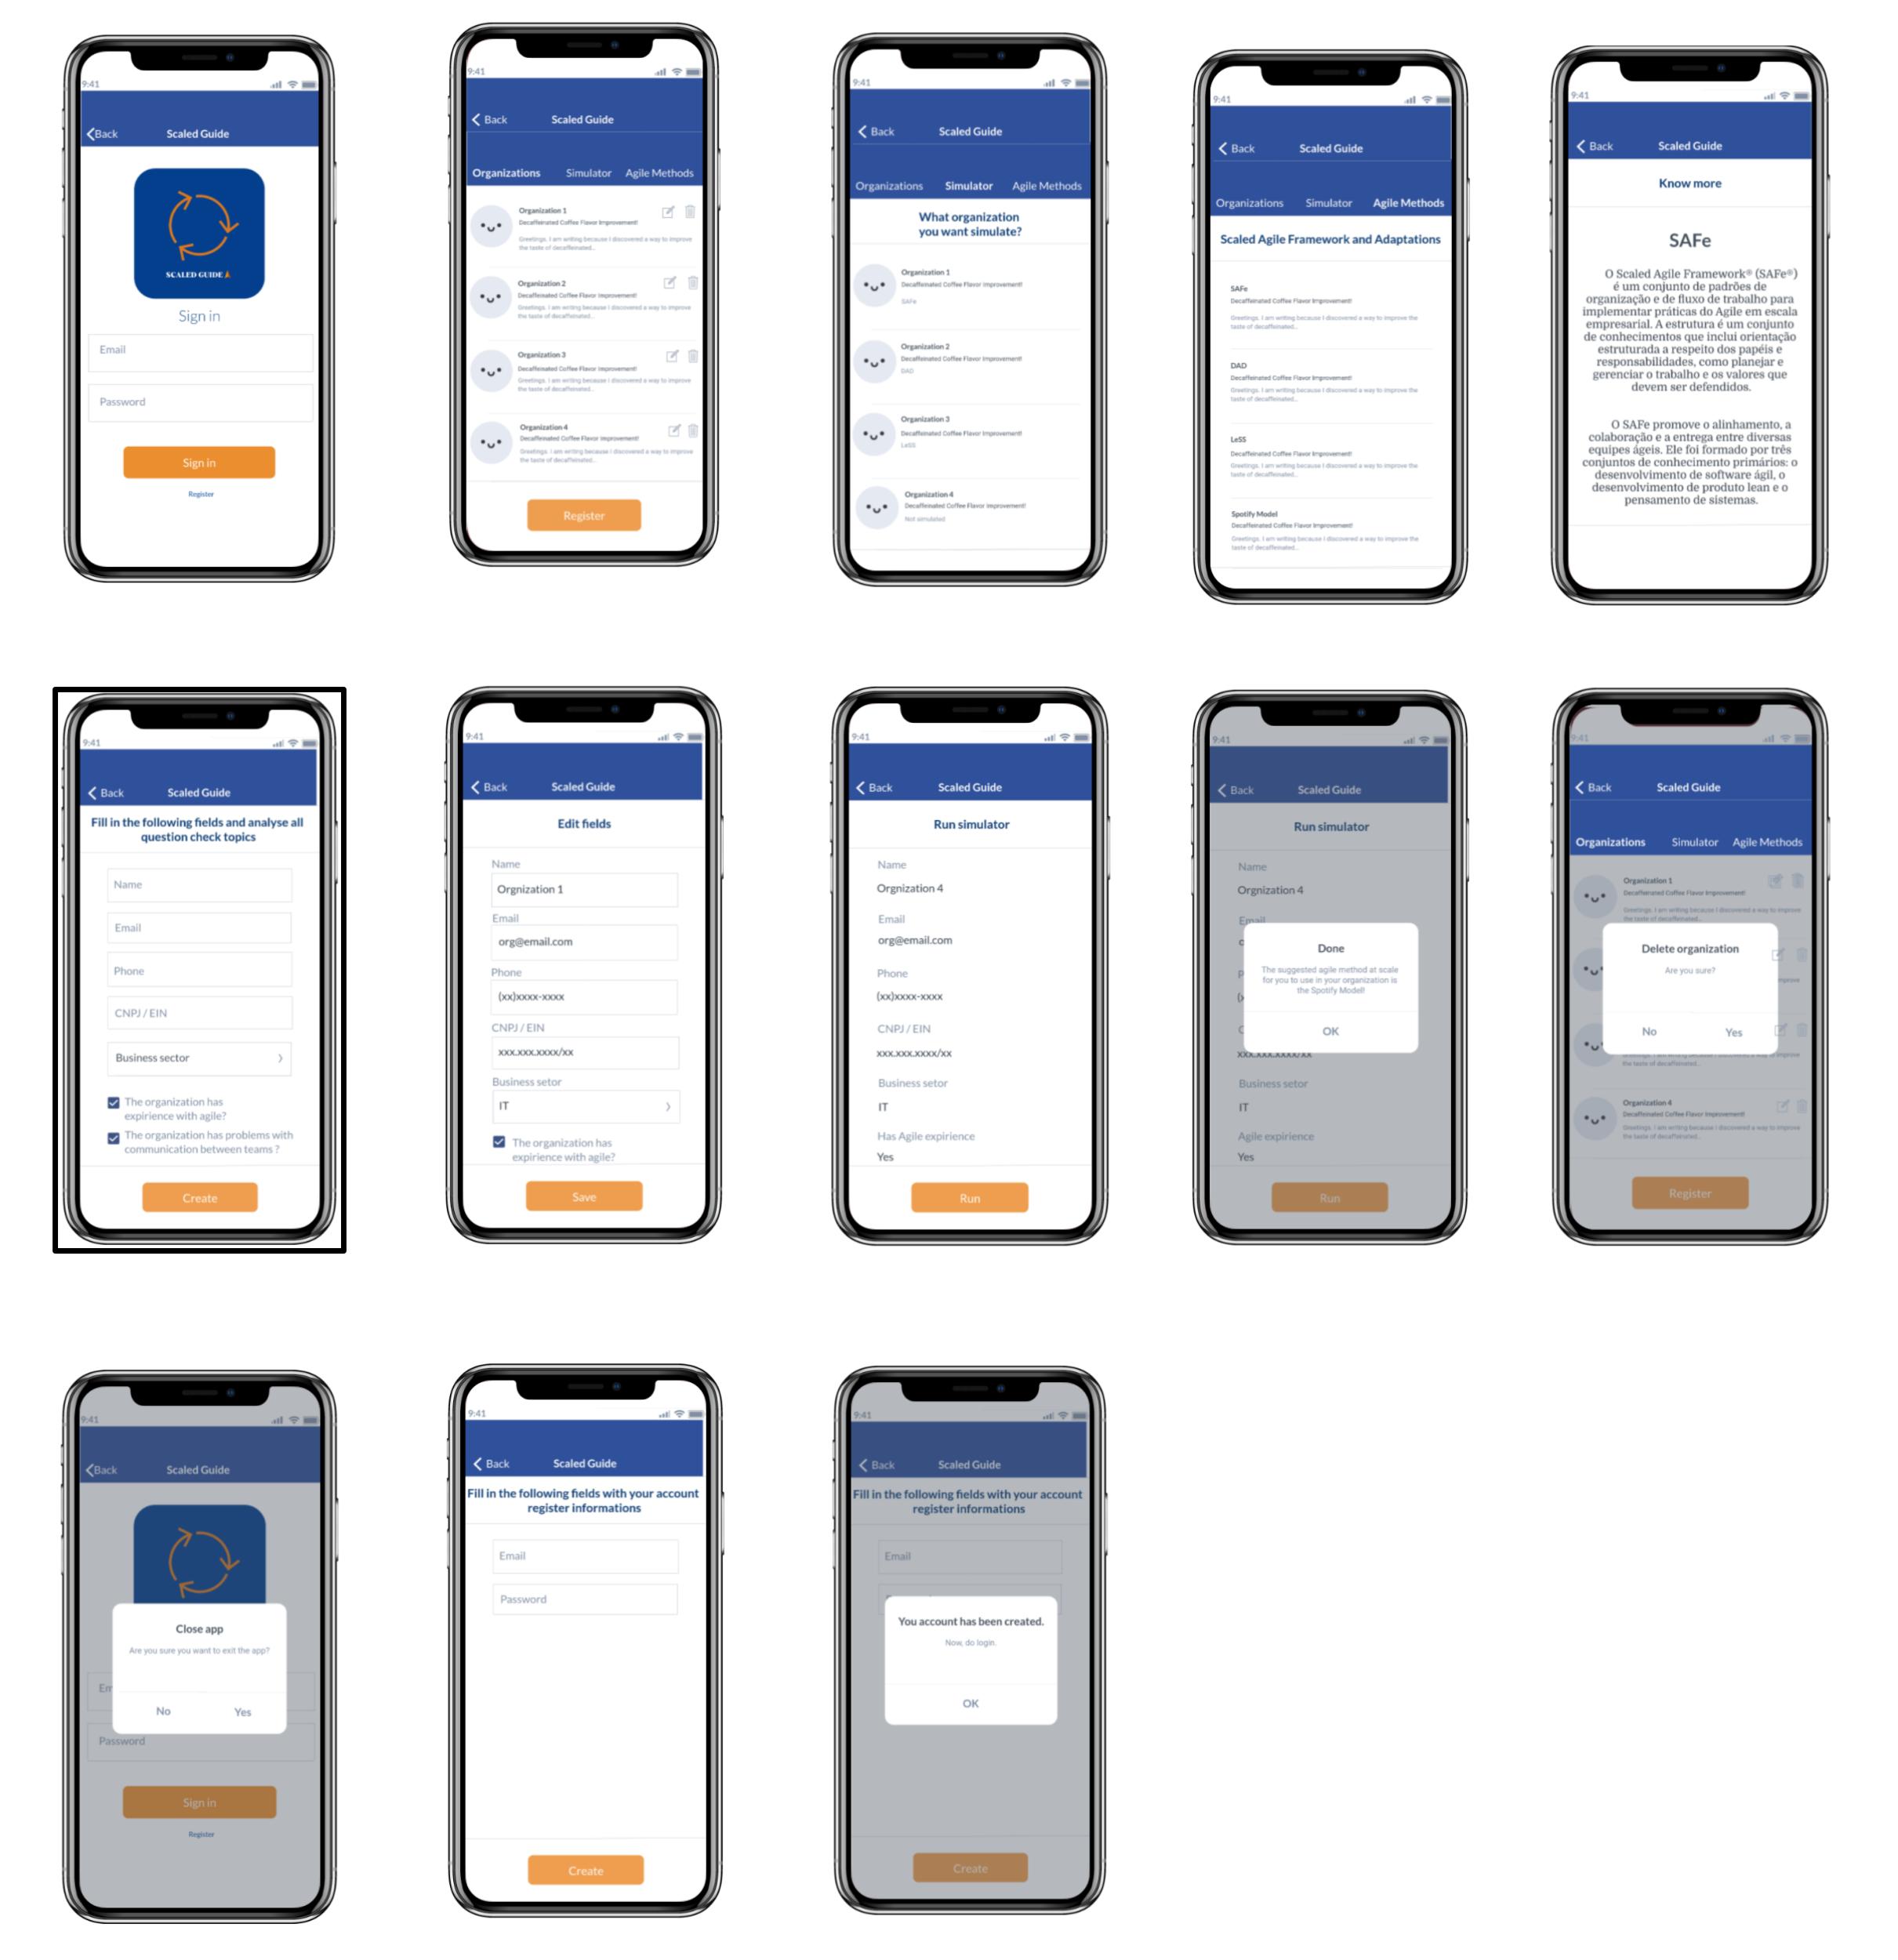 9:41
Back
Scaled Guide
SCALED GUIDE
Sign in
Email
Password
Sign in
Register
9:41
Back
Scaled Guide
Organizations
Simulator
Agile Methods
Organization 1
Decaffeinated Coffee Flavor Improvement!
Greetings. I am writing because I discovered a way to improve
the taste of decaffeinated...
Organization 2
Decaffeinated Coffee Flavor Improvement!
Greetings. I am writing because I discovered a way to improve
the taste of decaffeinated...
Organization 3
Decaffeinated Coffee Flavor Improvement!
Greetings. I am writing because I discovered a way to improve
the taste of decaffeinated...
Organization 4
Decaffeinated Coffee Flavor Improvement!
Greetings. I am writing because I discovered a way to improve
the taste of decaffeinated...
Register
9:41
Back
Scaled Guide
Organizations
Simulator
Agile Methods
What organization
you want simulate?
Organization 1
Decaffeinated Coffee Flavor Improvement!
SAFe
Organization 2
Decaffeinated Coffee Flavor Improvement!
DAD
Organization 3
Decaffeinated Coffee Flavor Improvement!
LeSS
Organization 4
Decaffeinated Coffee Flavor Improvement!
Not simulated
9:41
Back
Scaled Guide
Organizations
Simulator
Agile Methods
Scaled Agile Framework and Adaptations
SAFe
Decaffeinated Coffee Flavor Improvement!
Greetings. I am writing because I discovered a way to improve the
taste of decaffeinated...
DAD
Decaffeinated Coffee Flavor Improvement!
Greetings. I am writing because I discovered a way to improve the
taste of decaffeinated...
LeSS
Decaffeinated Coffee Flavor Improvement!
Greetings. I am writing because I discovered a way to improve the
taste of decaffeinated...
Spotify Model
Decaffeinated Coffee Flavor Improvement!
Greetings. I am writing because I discovered a way to improve the
taste of decaffeinated...
9:41
Back
Scaled Guide
Know more
SAFe
O Scaled Agile Framework® (SAFe®)
é um conjunto de padrões de
organização e de fluxo de trabalho para
implementar práticas do Agile em escala
empresarial. A estrutura é um conjunto
de conhecimentos que inclui orientação
estruturada a respeito dos papéis e
responsabilidades, como planejar e
gerenciar o trabalho e os valores que
devem ser defendidos.
O SAFe promove o alinhamento, a
colaboração e a entrega entre diversas
equipes ágeis. Ele foi formado por três
conjuntos de conhecimento primários: o
desenvolvimento de software ágil, o
desenvolvimento de produto lean e o
pensamento de sistemas.
9:41
Back
Scaled Guide
Fill in the following fields and analyse all
question check topics
Name
Email
Phone
CNPJ / EIN
Business sector
The organization has
expirience with agile?
The organization has problems with
communication between teams ?
Create
9:41
Back
Scaled Guide
Edit fields
Name
Orgnization 1
Email
org@email.com
Phone
(xx)xxxx-xxxx
CNPJ / EIN
xxx.xxx.xxxx/xx
Business setor
IT
The organization has
expirience with agile?
Save
9:41
Back
Scaled Guide
Run simulator
Name
Orgnization 4
Email
org@email.com
Phone
(xx)xxxx-xxxx
CNPJ / EIN
xxx.xxx.xxxx/xx
Business setor
IT
Has Agile expirience
Yes
Run
9:41
Back
Scaled Guide
Run simulator
Name
Orgnization 4
Email
Done
The suggested agile method at scale
for you to use in your organization is
the Spotify Model!
OK
xxx.xxx.xxxx/xx
Business setor
IT
Agile expirience
Yes
Run
9:41
Back
Scaled Guide
Organizations
Simulator
Agile Methods
Organization 1
Decaffeinated Coffee Flavor Improvement!
Greetings. I am writing because I discovered a way to improve
the taste of decaffeinated...
Delete organization
Are you sure?
No
Yes
improve
improve
Organization 4
Decaffeinated Coffee Flavor Improvement!
Greetings. I am writing because I discovered a way to improve
the taste of decaffeinated...
Register
9:41
Back
Scaled Guide
Close app
Are you sure you want to exit the app?
Em
No
Yes
Password
Sign in
Register
9:41
Back
Scaled Guide
Fill in the following fields with your account
register informations
Email
Password
Create
9:41
Back
Scaled Guide
Fill in the following fields with your account
register informations
Email
You account has been created.
Now, do login.
OK
Create